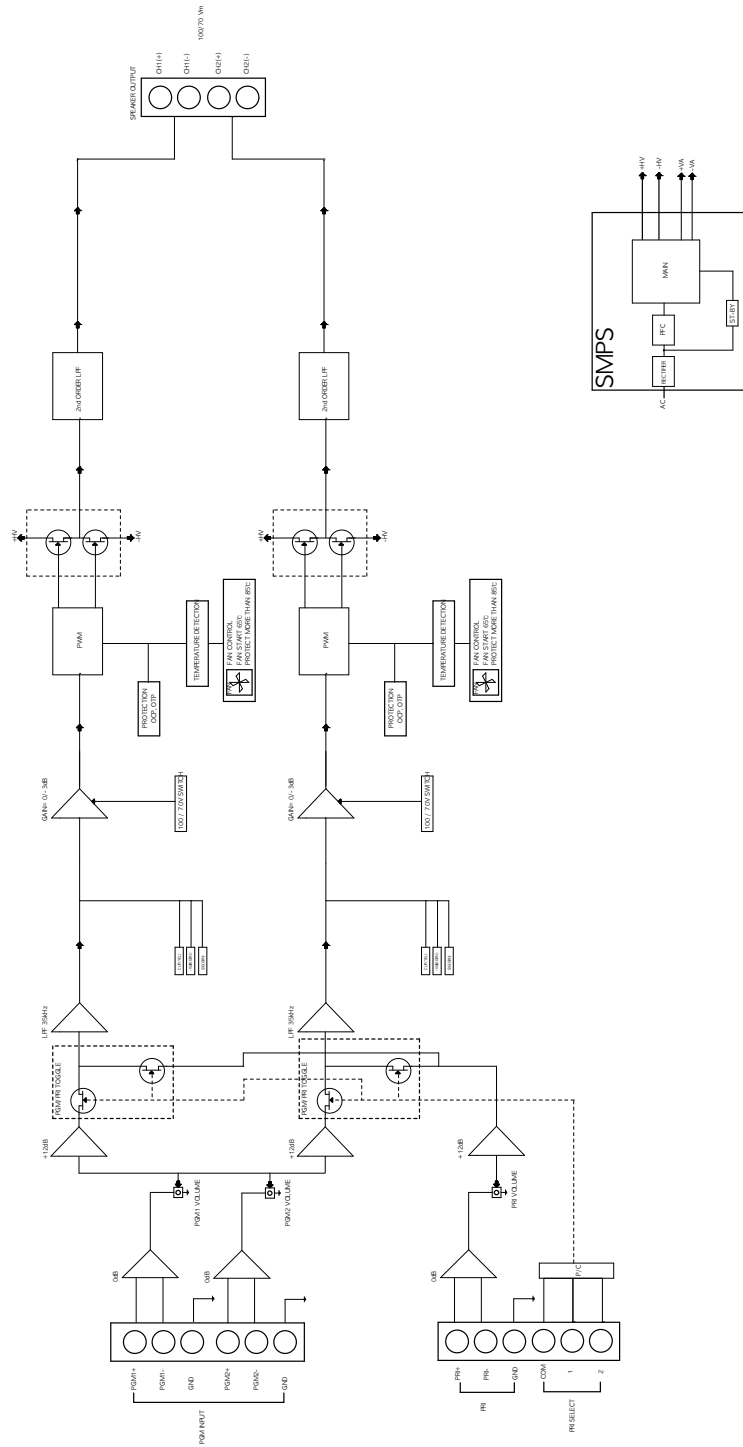 PGM1+
PGM1-
GND
PGM2+
PGM2-
GND
PGM INPUT
0dB
0dB
PGM1 VOLUME
PGM2 VOLUME
+12dB
+12dB
PGM/PRI TOGGLE
PGM/PRI TOGGLE
LPF 35kHz
LPF 35kHz
GAIN= 0/-3dB
100 / 70V SWITCH
GAIN= 0/-3dB
100 / 70V SWITCH
PWM
PROTECTION
OCP, OTP
TEMPERATURE DETECTION
FAN
FAN CONTROL
FAN START 65℃
PROTECT MORE THAN 85℃
+HV
-HV
2nd ORDER LPF
PWM
PROTECTION
OCP, OTP
TEMPERATURE DETECTION
FAN
FAN CONTROL
FAN START 65℃
PROTECT MORE THAN 85℃
+HV
-HV
2nd ORDER LPF
SPEAKER OUTPUT
CH1(+)
CH1(-)
CH2(+)
CH2(-)
100/70
PRI+
PRI-
GND
COM
1
2
PRI
PRI SELECT
0dB
PRI VOLUME
+12dB
P/C
SMPS
AC
RECTIFIER
PFC
MAIN
ST-BY
+HV
-HV
+VA
-VA